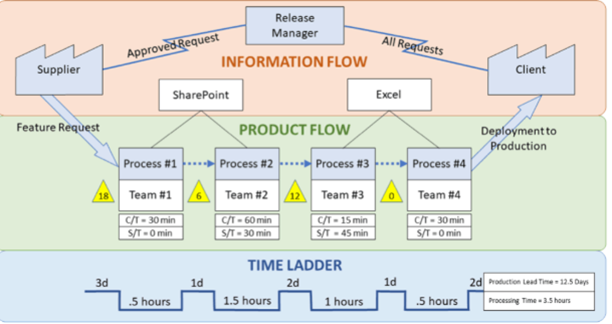 Release
Manager
Approved Request
All Requests
INFORMATION FLOW
Supplier
Client
SharePoint
Excel
Feature Request
PRODUCT FLOW
Deployment to
Production
Process #1
Process #2
Process #3
Process #4
18
Team #1
6
Team #2
12
Team #3
0
Team #4
C/T = 30 min
C/T = 60 min
C/T = 15 min
C/T = 30 min
S/T = 0 min
S/T = 30 min
S/T = 45 min
S/T = 0 min
TIME LADDER
3d
1d
2d
1d
2d
Production Lead Time = 12.5 Days
.5 hours
1.5 hours
1 hours
.5 hours
Processing Time = 3.5 hours